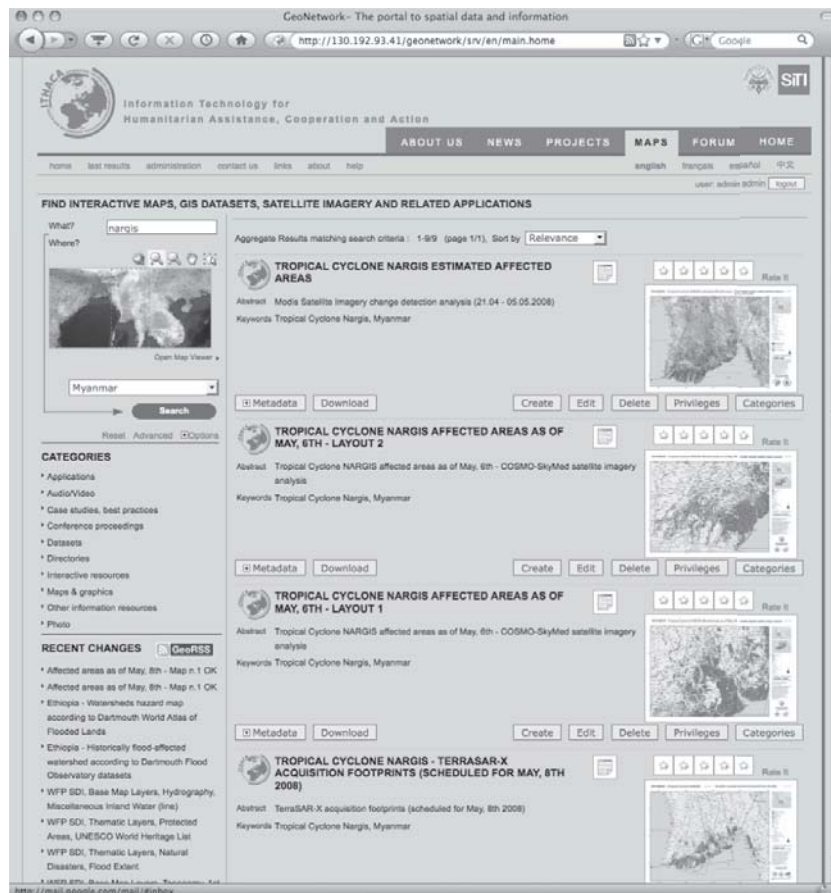 GeoNetwork- The portal to spatial data and information
http://130.192.93.41/geonetwork/srv/en/main.home
Google
ITHACA
Information Technology for
Humanitarian Assistance, Cooperation and Action
SiTI
ABOUT US NEWS PROJECTS MAPS FORUM HOME
home last results administration contact us links about help
english français español 中文
user: admin admin logout
FIND INTERACTIVE MAPS, GIS DATASETS, SATELLITE IMAGERY AND RELATED APPLICATIONS
What? nargis
Where?
Open Map Viewer
Myanmar
Search
Reset Advanced Options
CATEGORIES
Applications
Audio/Video
Case studies, best practices
Conference proceedings
Datasets
Directories
Interactive resources
Maps & graphics
Other information resources
Photo
RECENT CHANGES GeoRSS
Affected areas as of May, 8th - Map n.1 OK
Affected areas as of May, 8th - Map n.1 OK
Ethiopia - Watersheds hazard map
according to Dartmouth World Atlas of
Flooded Lands
Ethiopia - Historically flood-affected
watershed according to Dartmouth Flood
Observatory datasets
WFP SDI, Base Map Layers, Hydrography,
Miscellaneous Inland Water (line)
WFP SDI, Thematic Layers, Protected
Areas, UNESCO World Heritage List
WFP SDI, Thematic Layers, Natural
Disasters, Flood Extent
http://mail.google.com/mail/#inbox
Aggregate Results matching search criteria : 1-9/9 (page 1/1), Sort by Relevance
TROPICAL CYCLONE NARGIS ESTIMATED AFFECTED
AREAS
Rate It
Abstract Modis Satellite Imagery change detection analysis (21.04 - 05.05.2008)
Keywords Tropical Cyclone Nargis, Myanmar
Metadata Download Create Edit Delete Privileges Categories
TROPICAL CYCLONE NARGIS AFFECTED AREAS AS OF
MAY, 6TH - LAYOUT 2
Rate It
Abstract Tropical Cyclone NARGIS affected areas as of May, 6th - COSMO-SkyMed satellite imagery
analysis
Keywords Tropical Cyclone Nargis, Myanmar
Metadata Download Create Edit Delete Privileges Categories
TROPICAL CYCLONE NARGIS AFFECTED AREAS AS OF
MAY, 6TH - LAYOUT 1
Rate It
Abstract Tropical Cyclone NARGIS affected areas as of May, 6th - COSMO-SkyMed satellite imagery
analysis
Keywords Tropical Cyclone Nargis, Myanmar
Metadata Download Create Edit Delete Privileges Categories
TROPICAL CYCLONE NARGIS - TERRASAR-X
ACQUISITION FOOTPRINTS (SCHEDULED FOR MAY, 8TH
2008)
Rate It
Abstract TerraSAR-X acquisition footprints (scheduled for May, 8th 2008)
Keywords Tropical Cyclone Nargis, Myanmar